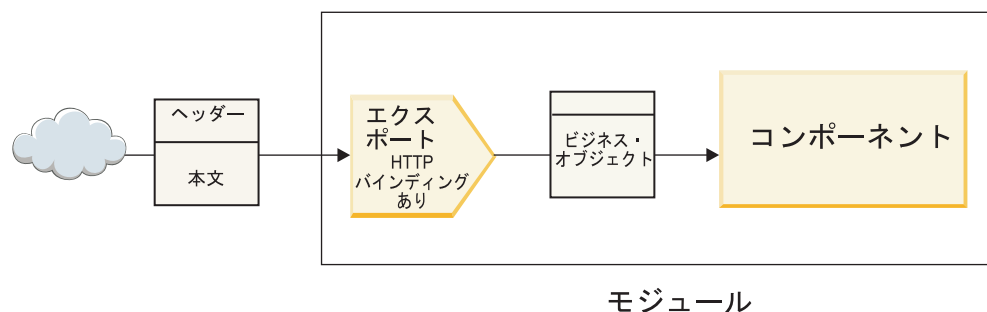 ヘッダー
本文
エクス
ポート
HTTP
バインディング
あり
ビジネス・
オブジェクト
コンポーネント
モジュール